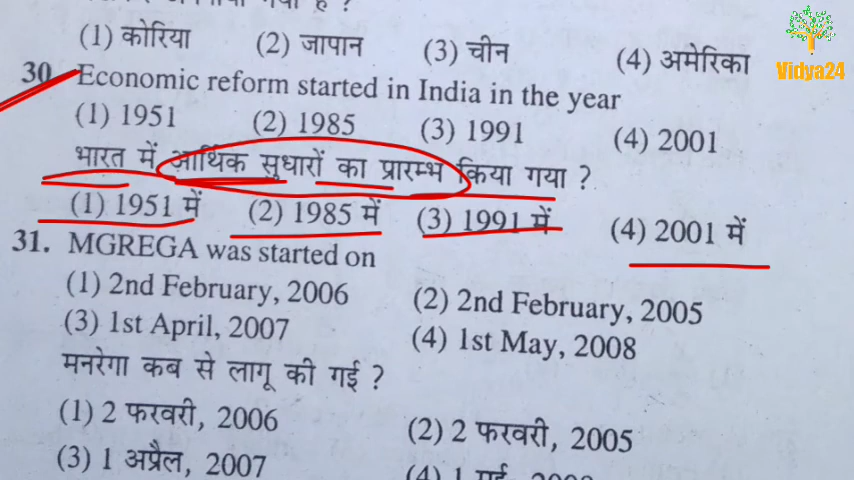 (1) कोरिया (2) जापान (3) चीन (4) अमेरिका
Vidya24
30. Economic reform started in India in the year
(1) 1951 (2) 1985 (3) 1991 (4) 2001
भारत में आर्थिक सुधारों का प्रारम्भ किया गया ?
(1) 1951 में (2) 1985 में (3) 1991 में (4) 2001 में
31. MGREGA was started on
(1) 2nd February, 2006 (2) 2nd February, 2005
(3) 1st April, 2007 (4) 1st May, 2008
मनरेगा कब से लागू की गई ?
(1) 2 फरवरी, 2006 (2) 2 फरवरी, 2005
(3) 1 अप्रैल, 2007 (4) 1 मई,